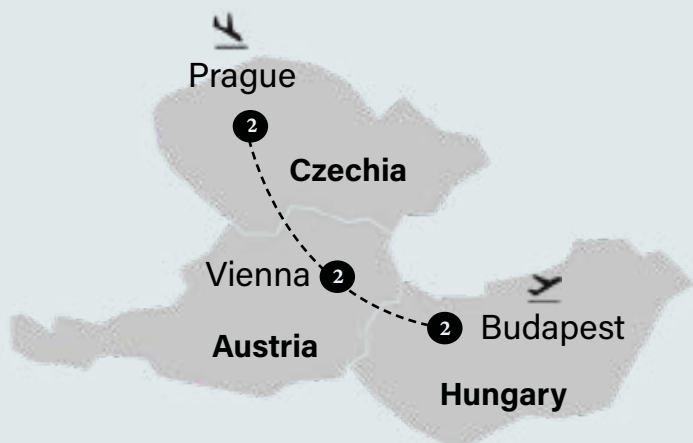 Prague
2
Czechia
Vienna 2
Austria
2 Budapest
Hungary